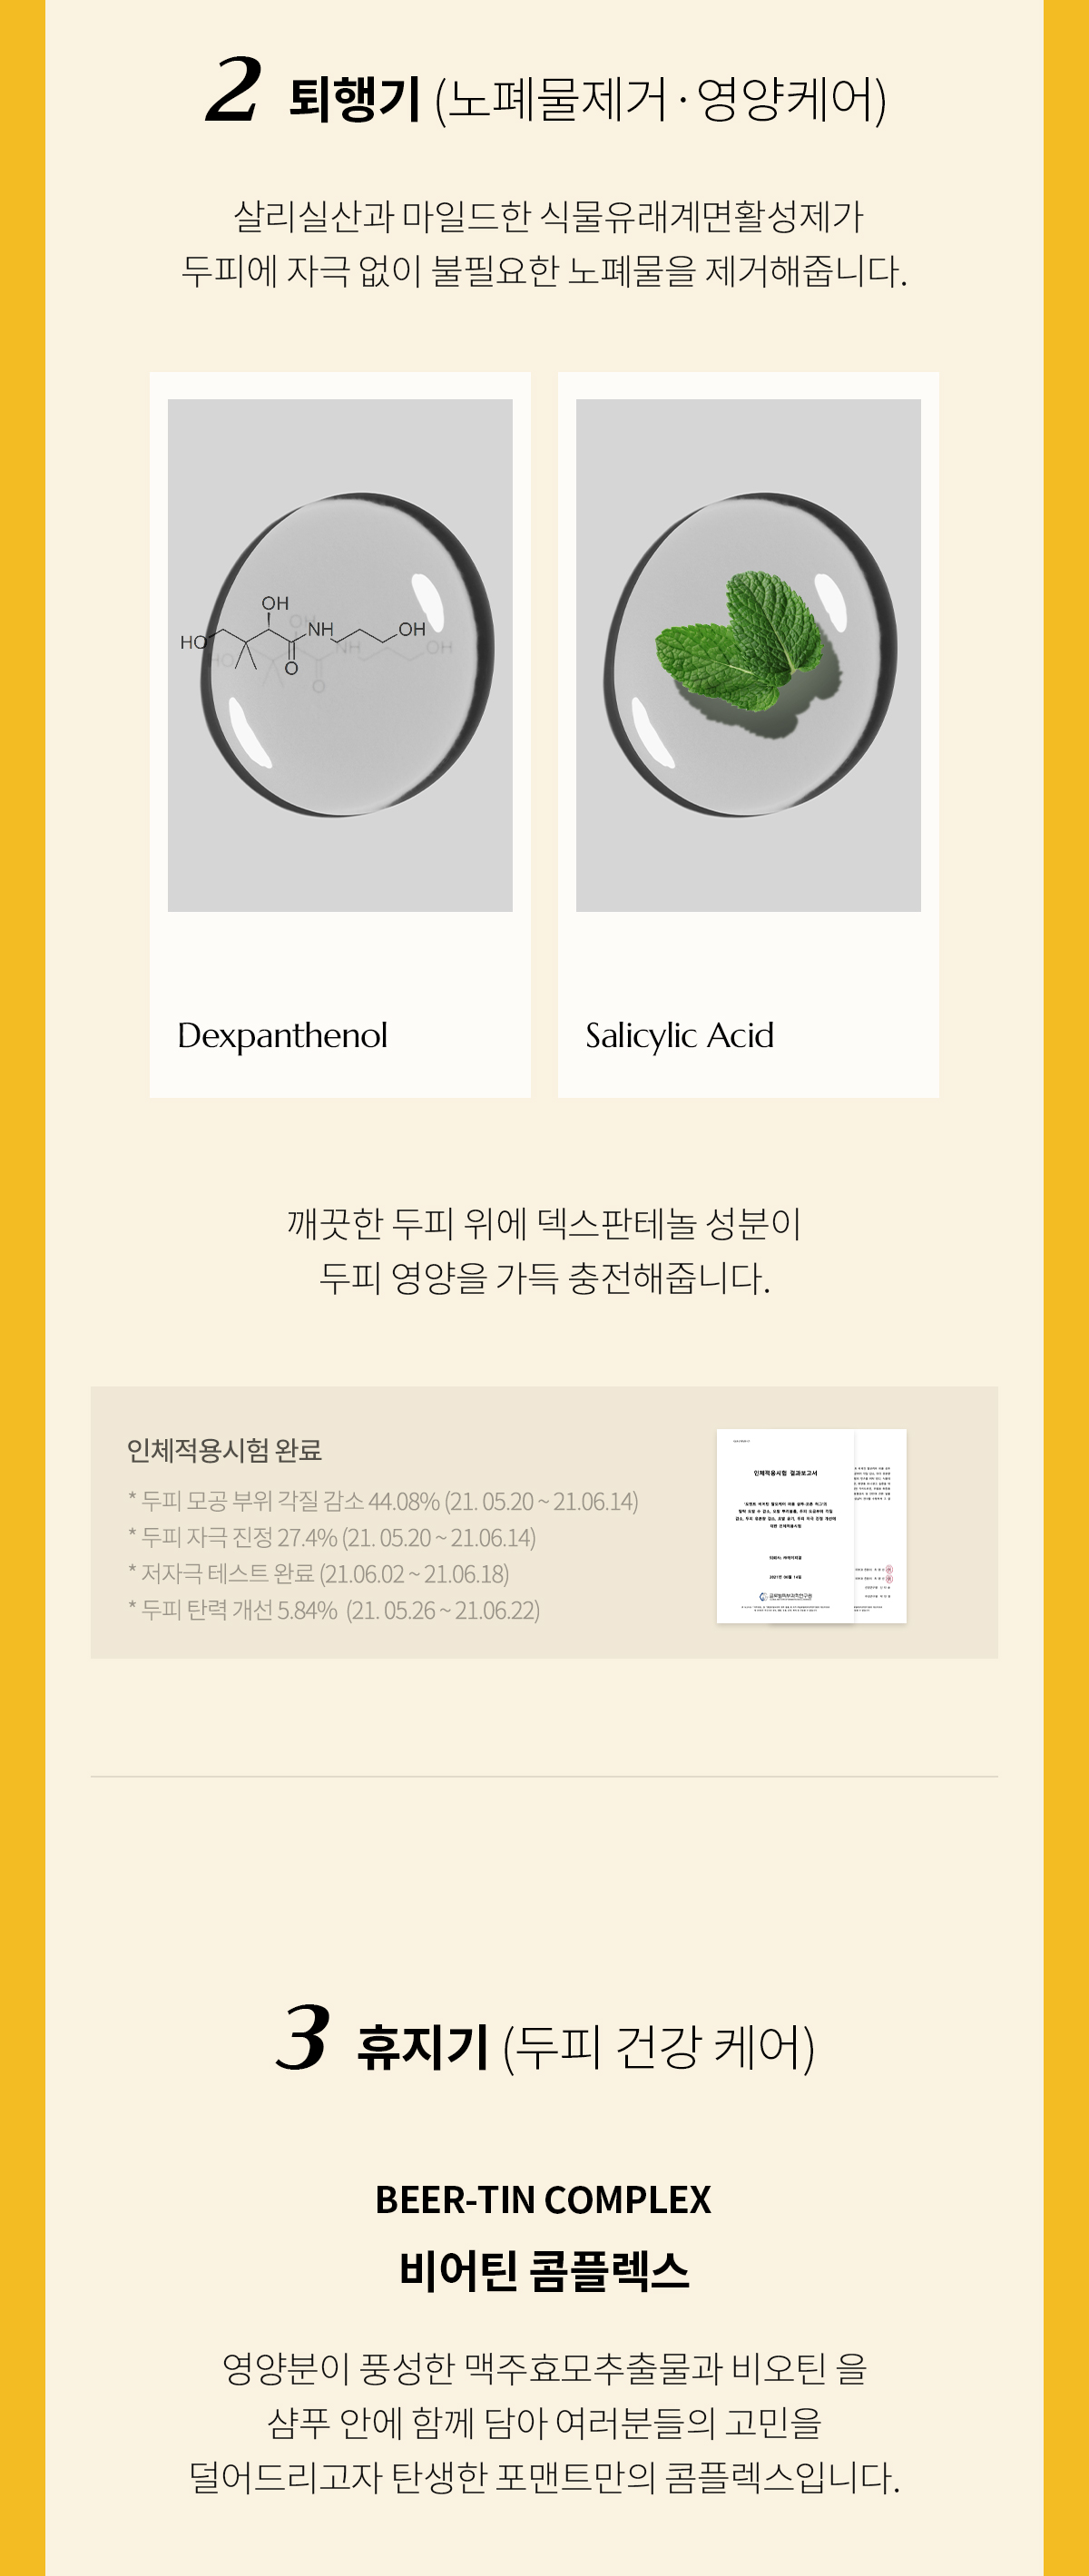 2 퇴행기 (노폐물제거 · 영양케어)
살리실산과 마일드한 식물유래계면활성제가
두피에 자극 없이 불필요한 노폐물을 제거해줍니다.
OH
HO
NH
OH
O
Dexpanthenol
Salicylic Acid
깨끗한 두피 위에 덱스판테놀 성분이
두피 영양을 가득 충전해줍니다.
인체적용시험 완료
* 두피 모공 부위 각질 감소 44.08% (21. 05.20 ~ 21.06.14)
* 두피 자극 진정 27.4% (21. 05.20 ~ 21.06.14)
* 저자극 테스트 완료 (21.06.02 ~ 21.06.18)
* 두피 탄력 개선 5.84% (21. 05.26 ~ 21.06.22)
인체적용시험 결과보고서
2021년 06월 14일
3 휴지기 (두피 건강 케어)
BEER-TIN COMPLEX
비어틴 콤플렉스
영양분이 풍성한 맥주효모추출물과 비오틴 을
샴푸 안에 함께 담아 여러분들의 고민을
덜어드리고자 탄생한 포맨트만의 콤플렉스입니다.